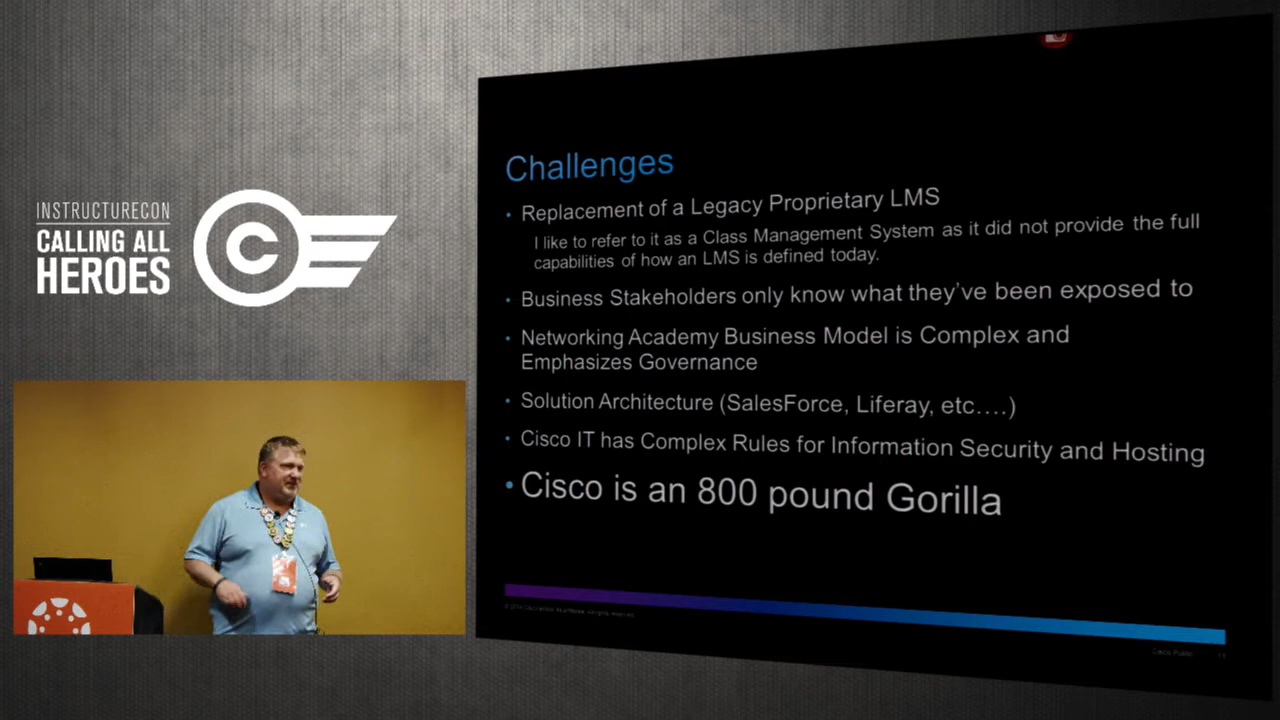 INSTRUCTURECON
CALLING ALL
HEROES
C
Challenges
• Replacement of a Legacy Proprietary LMS
I like to refer to it as a Class Management System as it did not provide the full
capabilities of how an LMS is defined today.
• Business Stakeholders only know what they've been exposed to
• Networking Academy Business Model is Complex and
Emphasizes Governance
• Solution Architecture (SalesForce, Liferay, etc….)
• Cisco IT has Complex Rules for Information Security and Hosting
• Cisco is an 800 pound Gorilla
Cisco Public